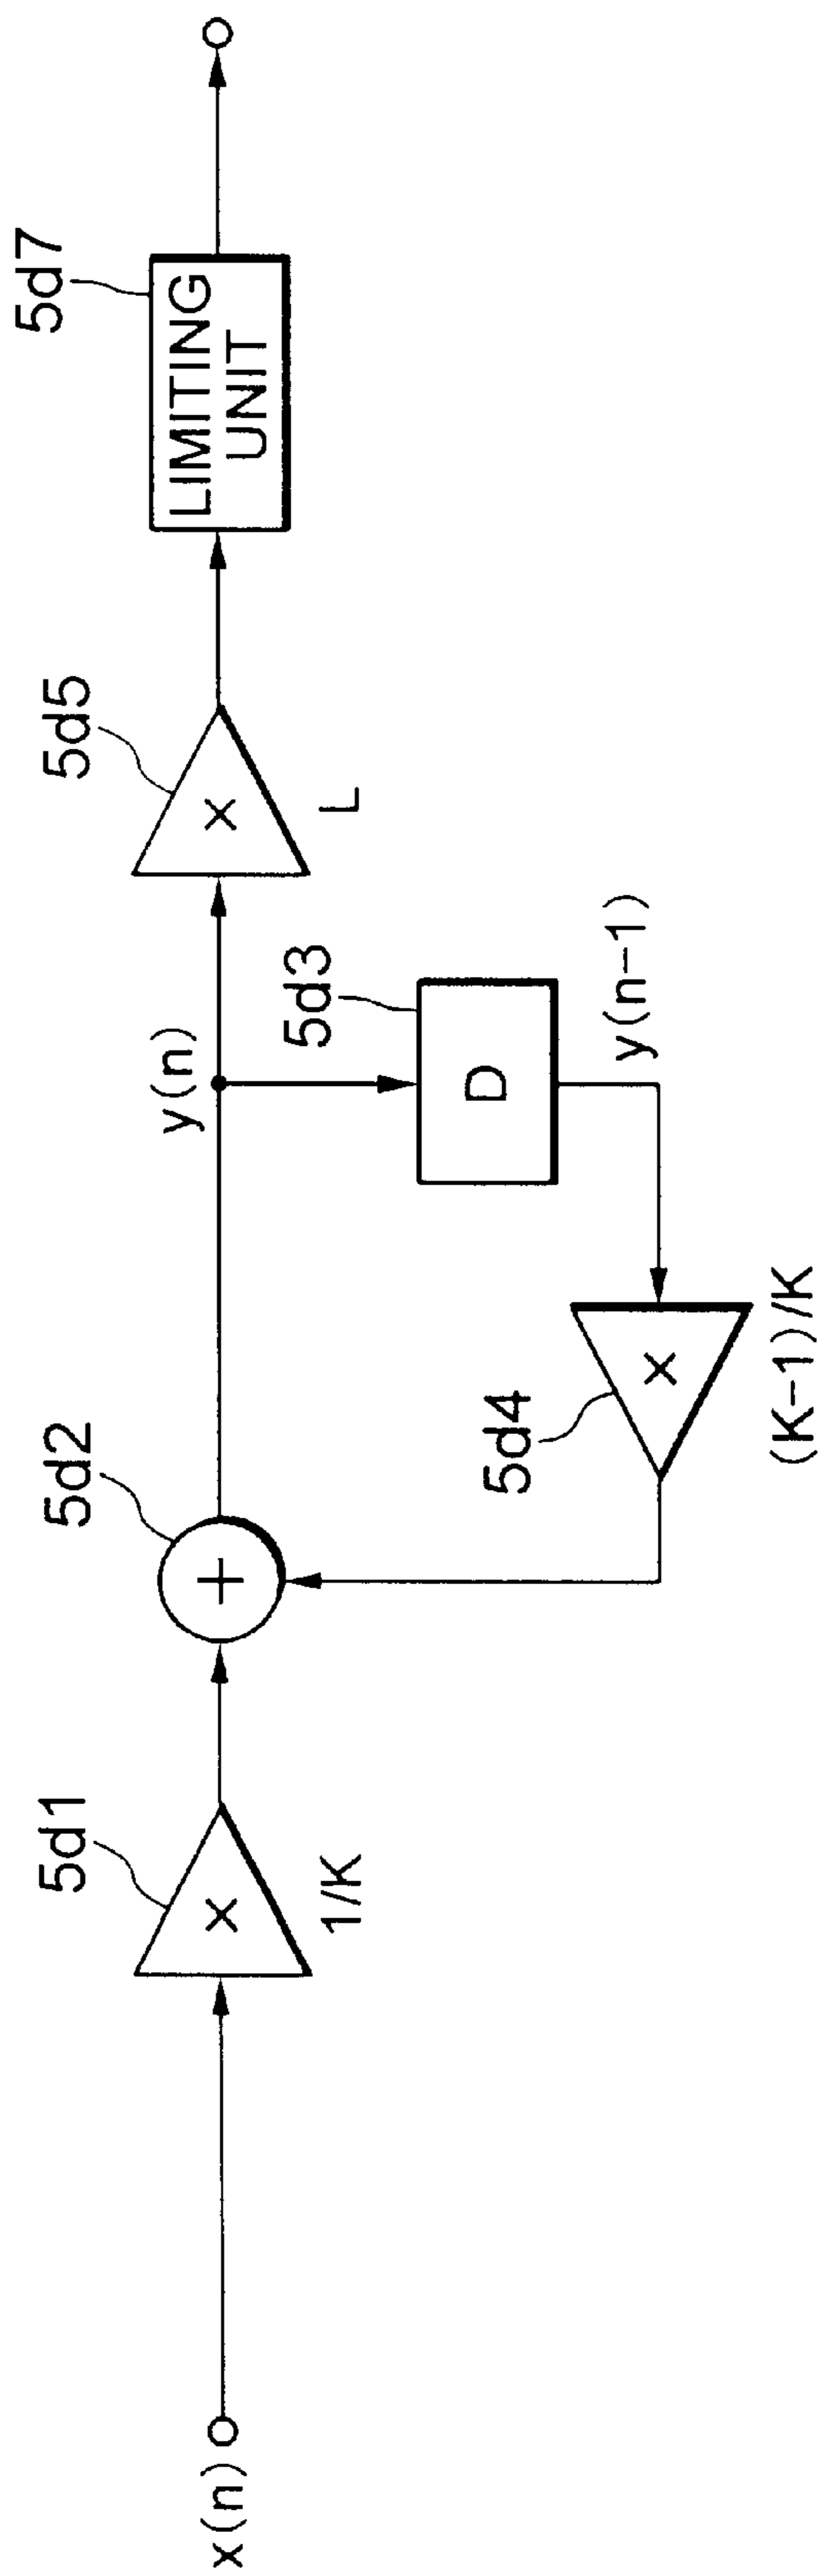 x(n)
5d1
×
1/K
5d2
+
5d4
×
(K-1)/K
y(n)
5d3
D
y(n-1)
5d5
×
L
5d7
LIMITING
UNIT